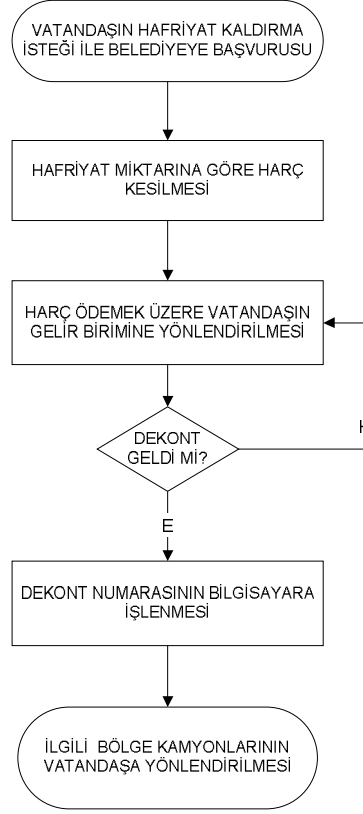 VATANDAŞIN HAFRİYAT KALDIRMA
İSTEĞİ İLE BELEDİYEYE BAŞVURUSU
HAFRİYAT MİKTARINA GÖRE HARÇ
KESİLMESİ
HARÇ ÖDEMEK ÜZERE VATANDAŞIN
GELİR BİRİMİNE YÖNLENDİRİLMESİ
DEKONT
GELDİ Mİ?
H
E
DEKONT NUMARASININ BİLGİSAYARA
İŞLENMESİ
İLGİLİ BÖLGE KAMYONLARININ
VATANDAŞA YÖNLENDİRİLMESİ